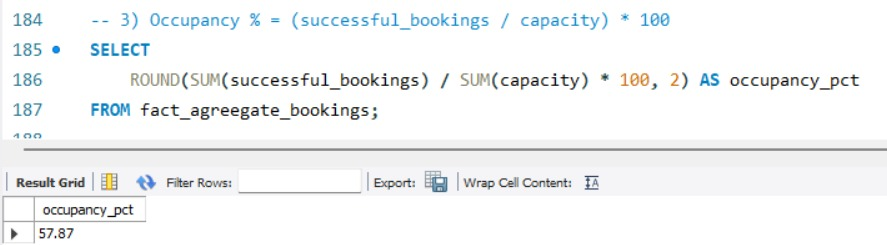 184 -- 3) Occupancy % = (successful_bookings / capacity) * 100
185 SELECT
186 ROUND(SUM(successful_bookings) / SUM(capacity) * 100, 2) AS occupancy_pct
187 FROM fact_agreegate_bookings;
188
Result Grid Filter Rows: Export: Wrap Cell Content:
occupancy_pct
57.87